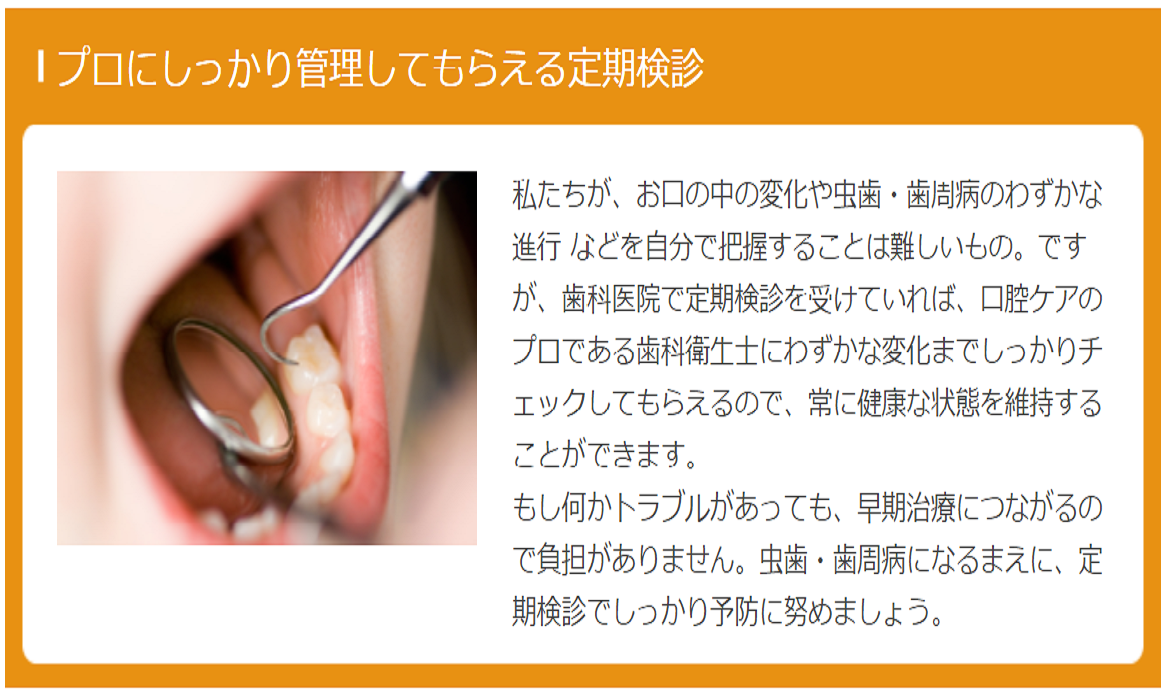 プロにしっかり管理してもらえる定期検診
私たちが、お口の中の変化や虫歯・歯周病のわずかな
進行 などを自分で把握することは難しいもの。です
が、歯科医院で定期検診を受けていれば、口腔ケアの
プロである歯科衛生士にわずかな変化までしっかりチ
ェックしてもらえるので、常に健康な状態を維持する
ことができます。
もし何かトラブルがあっても、早期治療につながるの
で負担がありません。虫歯・歯周病になるまえに、定
期検診でしっかり予防に努めましょう。